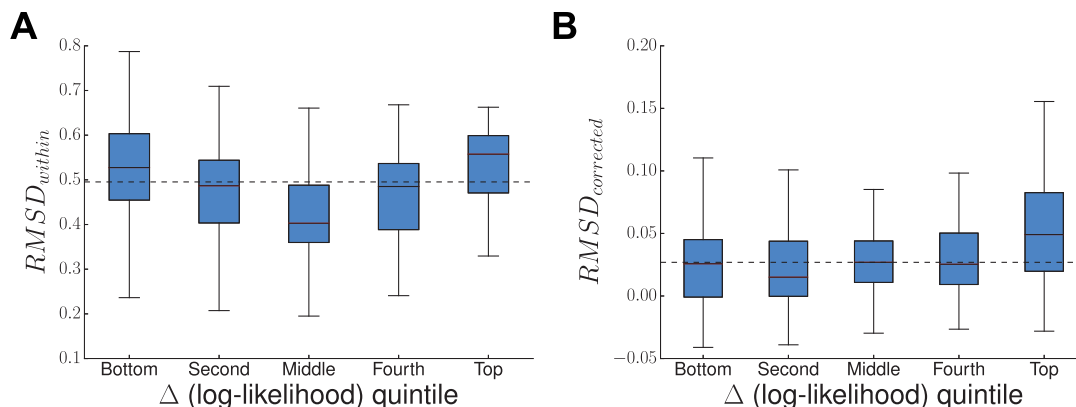 A
0.8
0.7
0.6
0.5
0.4
0.3
0.2
0.1
RMSD_within
Bottom Second Middle Fourth Top
Δ (log-likelihood) quintile
B
0.20
0.15
0.10
0.05
0.00
−0.05
RMSD_corrected
Bottom Second Middle Fourth Top
Δ (log-likelihood) quintile